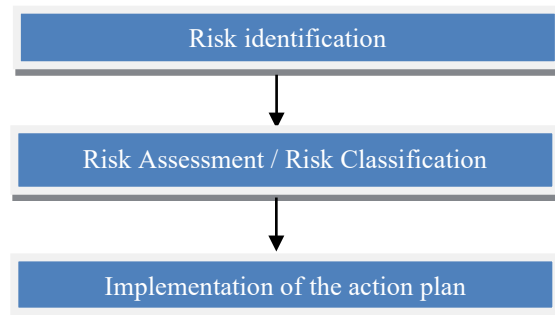 Risk identification
Risk Assessment / Risk Classification
Implementation of the action plan